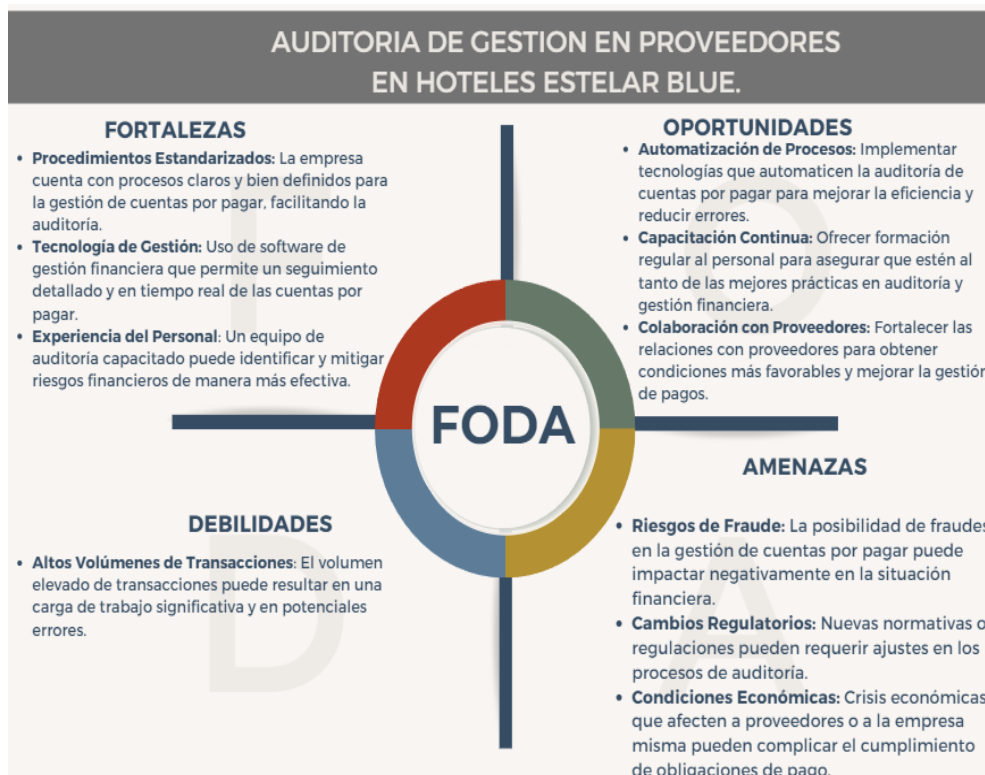 AUDITORIA DE GESTION EN PROVEEDORES
EN HOTELES ESTELAR BLUE.
FORTALEZAS
• Procedimientos Estandarizados: La empresa
cuenta con procesos claros y bien definidos para
la gestión de cuentas por pagar, facilitando la
auditoría.
• Tecnología de Gestión: Uso de software de
gestión financiera que permite un seguimiento
detallado y en tiempo real de las cuentas por
pagar.
• Experiencia del Personal: Un equipo de
auditoría capacitado puede identificar y mitigar
riesgos financieros de manera más efectiva.
F
OPORTUNIDADES
• Automatización de Procesos: Implementar
tecnologías que automaticen la auditoría de
cuentas por pagar para mejorar la eficiencia y
reducir errores.
• Capacitación Continua: Ofrecer formación
regular al personal para asegurar que estén al
tanto de las mejores prácticas en auditoría y
gestión financiera.
• Colaboración con Proveedores: Fortalecer las
relaciones con proveedores para obtener
condiciones más favorables y mejorar la gestión
de pagos.
O
FODA
DEBILIDADES
• Altos Volúmenes de Transacciones: El volumen
elevado de transacciones puede resultar en una
carga de trabajo significativa y en potenciales
errores.
D
AMENAZAS
• Riesgos de Fraude: La posibilidad de fraudes
en la gestión de cuentas por pagar puede
impactar negativamente en la situación
financiera.
• Cambios Regulatorios: Nuevas normativas o
regulaciones pueden requerir ajustes en los
procesos de auditoría.
• Condiciones Económicas: Crisis económicas
que afecten a proveedores o a la empresa
misma pueden complicar el cumplimiento
de obligaciones de pago.
A